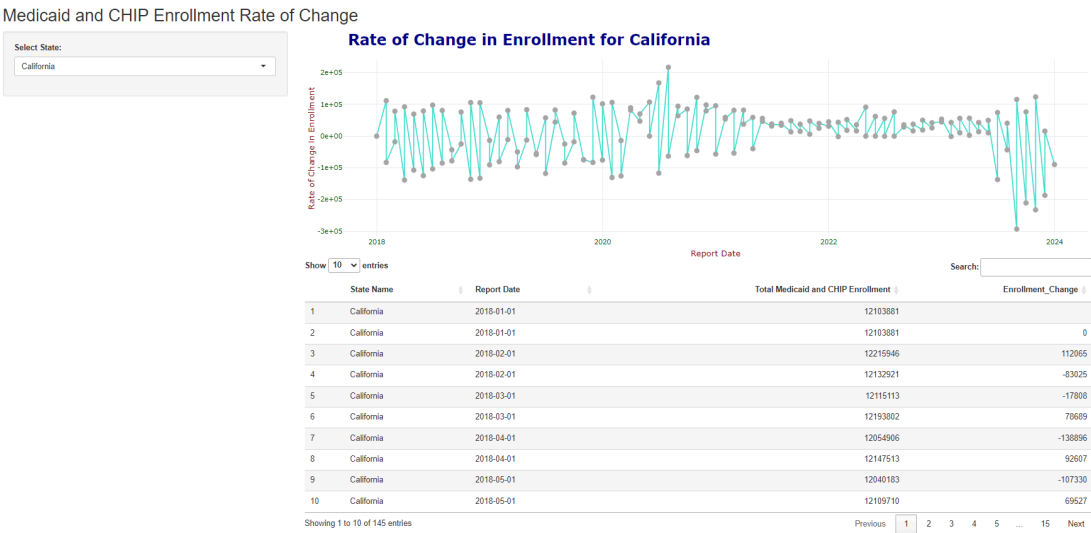 Medicaid and CHIP Enrollment Rate of Change
Select State:
California
Rate of Change in Enrollment for California
Rate of Change in Enrollment
2e+05
1e+05
0e+00
-1e+05
-2e+05
-3e+05
2018 2020 2022 2024
Report Date
Show 10 entries Search:
State Name Report Date Total Medicaid and CHIP Enrollment Enrollment_Change
1 California 2018-01-01 12103881
2 California 2018-01-01 12103881 0
3 California 2018-02-01 12215946 112065
4 California 2018-02-01 12132921 -83025
5 California 2018-03-01 12115113 -17808
6 California 2018-03-01 12193802 78689
7 California 2018-04-01 12054906 -138896
8 California 2018-04-01 12147513 92607
9 California 2018-05-01 12040183 -107330
10 California 2018-05-01 12109710 69527
Showing 1 to 10 of 145 entries Previous 1 2 3 4 5 … 15 Next